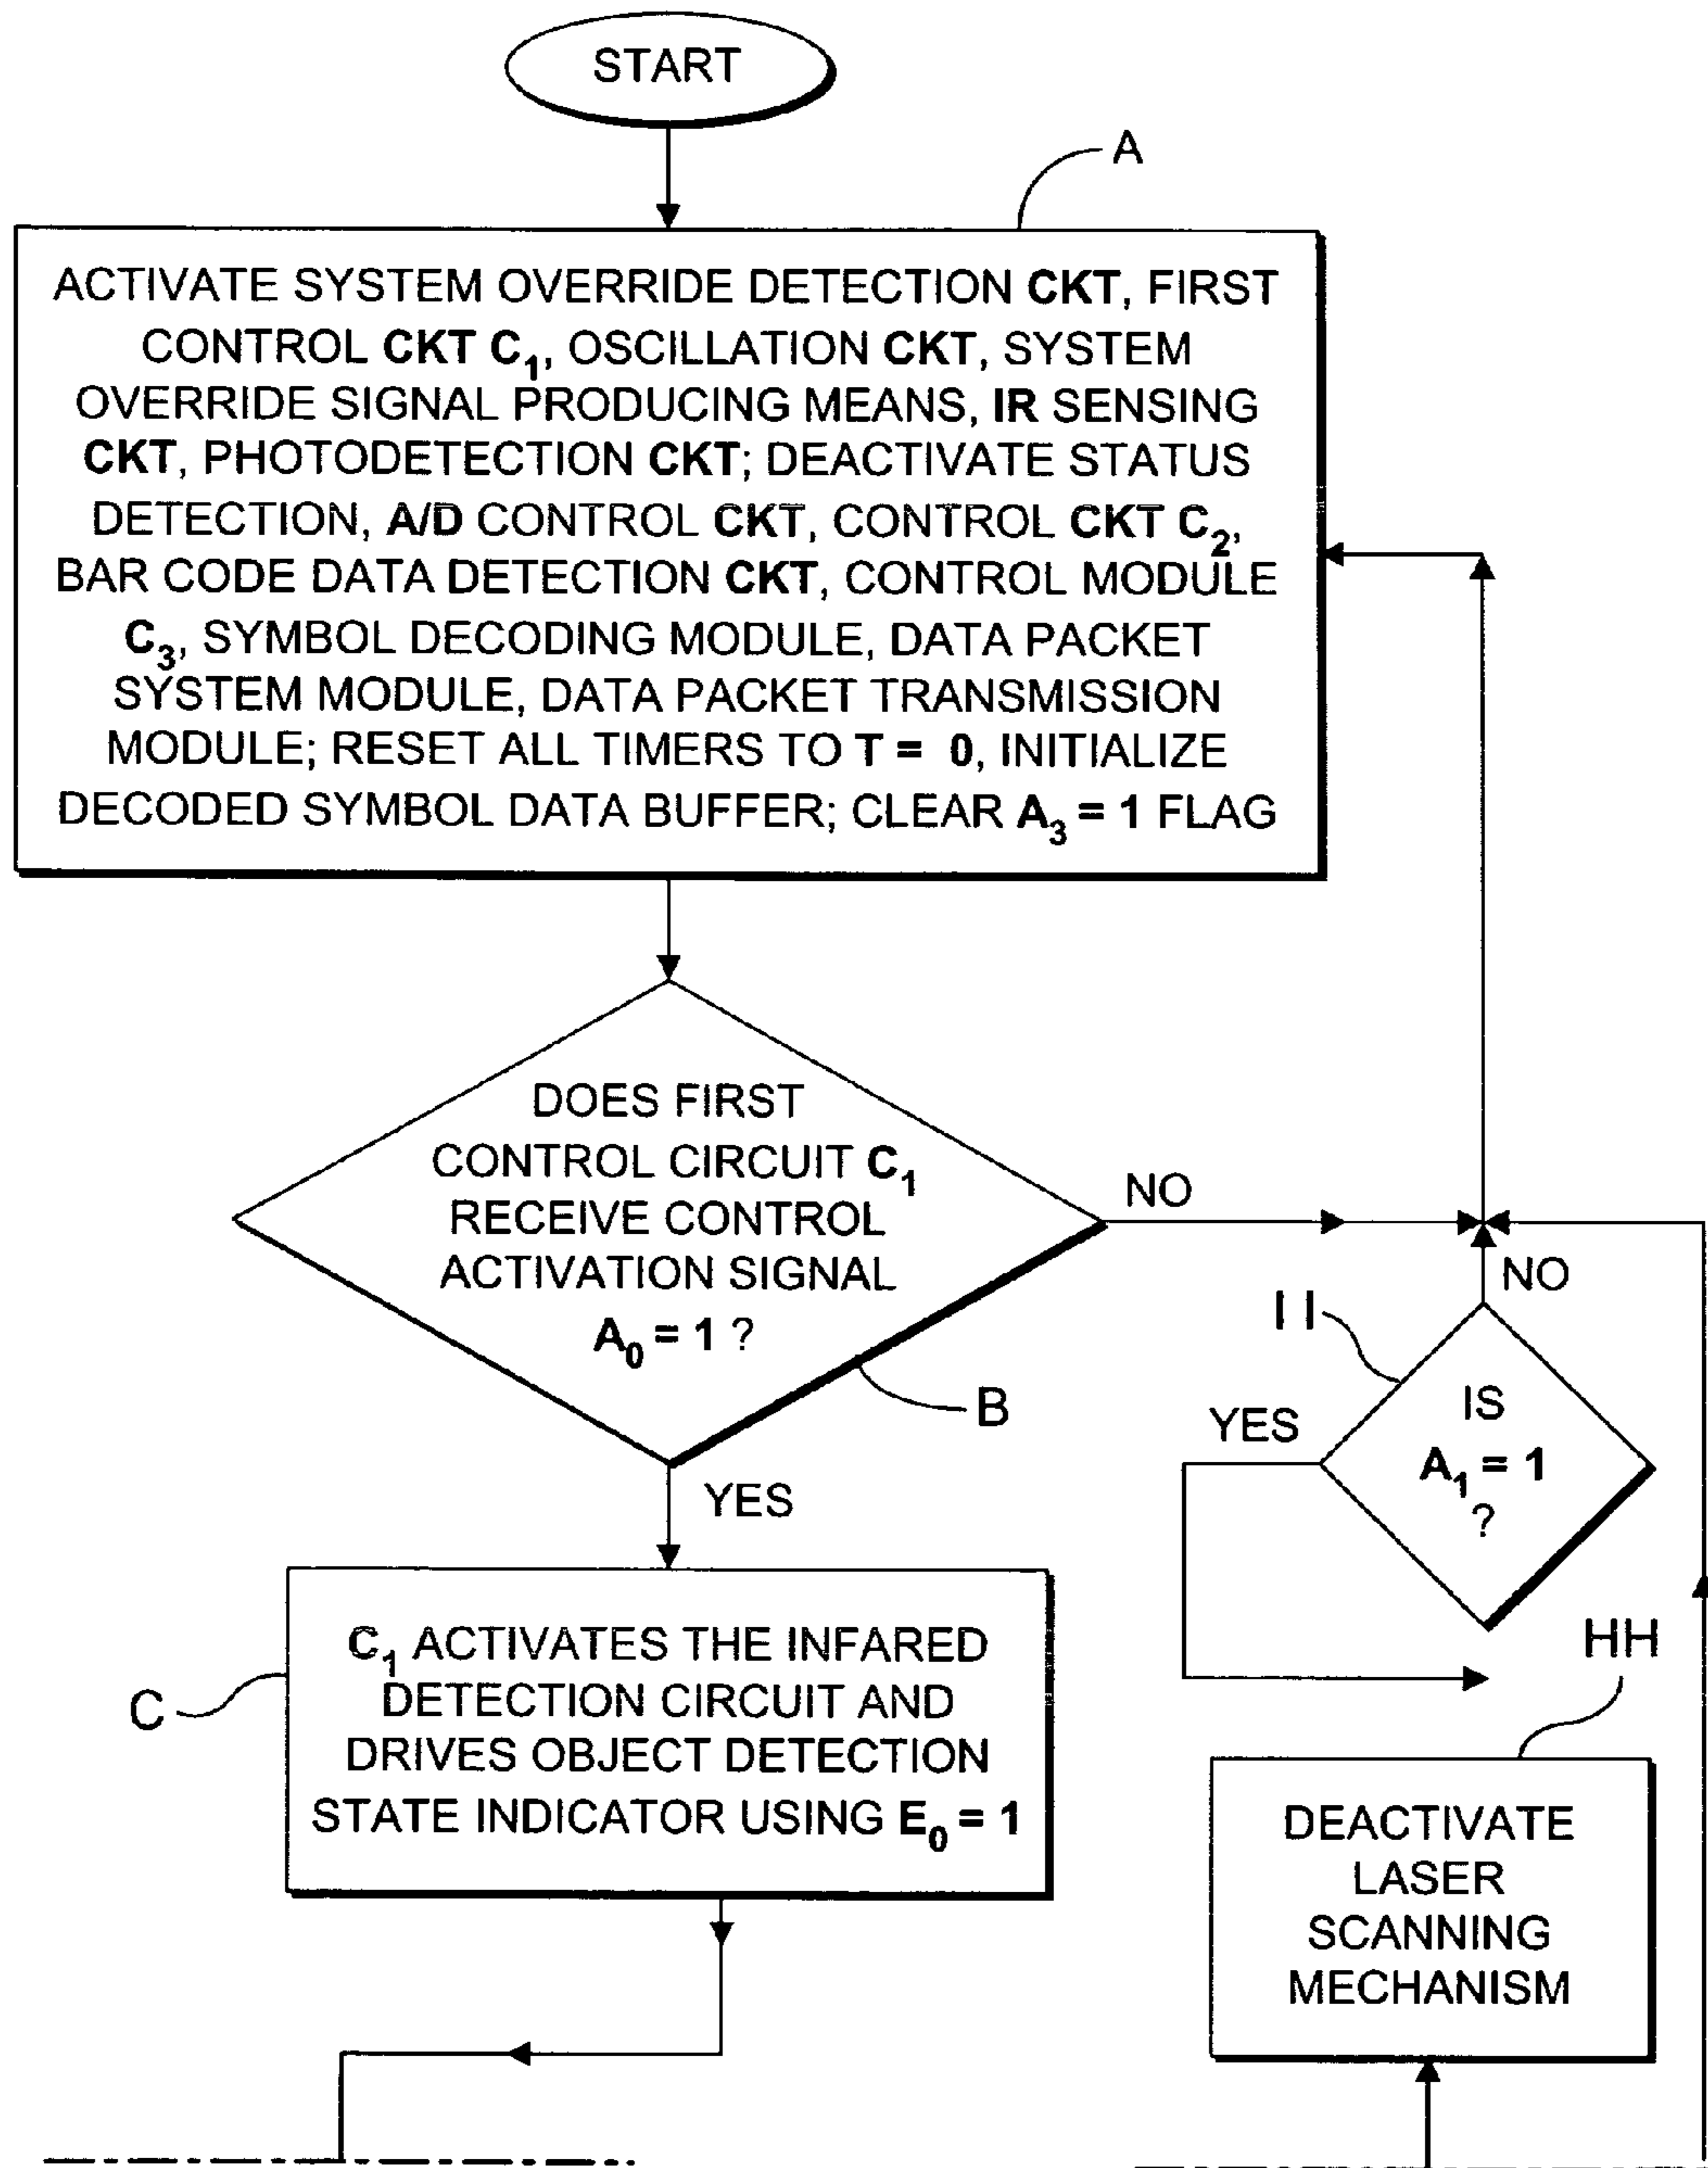 START
A
ACTIVATE SYSTEM OVERRIDE DETECTION CKT, FIRST
CONTROL CKT C₁, OSCILLATION CKT, SYSTEM
OVERRIDE SIGNAL PRODUCING MEANS, IR SENSING
CKT, PHOTODETECTION CKT; DEACTIVATE STATUS
DETECTION, A/D CONTROL CKT, CONTROL CKT C₂,
BAR CODE DATA DETECTION CKT, CONTROL MODULE
C₃, SYMBOL DECODING MODULE, DATA PACKET
SYSTEM MODULE, DATA PACKET TRANSMISSION
MODULE; RESET ALL TIMERS TO T = 0, INITIALIZE
DECODED SYMBOL DATA BUFFER; CLEAR A₃ = 1 FLAG
DOES FIRST
CONTROL CIRCUIT C₁
RECEIVE CONTROL
ACTIVATION SIGNAL
A₀ = 1 ?
NO
B
YES
NO
II
IS
A₁ = 1
?
YES
C₁ ACTIVATES THE INFARED
DETECTION CIRCUIT AND
DRIVES OBJECT DETECTION
STATE INDICATOR USING E₀ = 1
C
HH
DEACTIVATE
LASER
SCANNING
MECHANISM